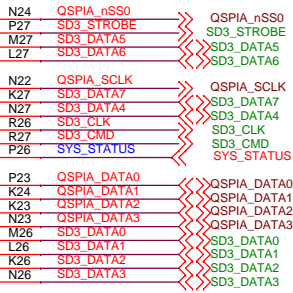 N24 QSPIA_nSS0 QSPIA_nSS0
P27 SD3_STROBE SD3_STROBE
M27 SD3_DATA5 SD3_DATA5
L27 SD3_DATA6 SD3_DATA6
N22 QSPIA_SCLK QSPIA_SCLK
K27 SD3_DATA7 SD3_DATA7
N27 SD3_DATA4 SD3_DATA4
R26 SD3_CLK SD3_CLK
R27 SD3_CMD SD3_CMD
P26 SYS_STATUS SYS_STATUS
P23 QSPIA_DATA0 QSPIA_DATA0
K24 QSPIA_DATA1 QSPIA_DATA1
K23 QSPIA_DATA2 QSPIA_DATA2
N23 QSPIA_DATA3 QSPIA_DATA3
M26 SD3_DATA0 SD3_DATA0
L26 SD3_DATA1 SD3_DATA1
K26 SD3_DATA2 SD3_DATA2
N26 SD3_DATA3 SD3_DATA3